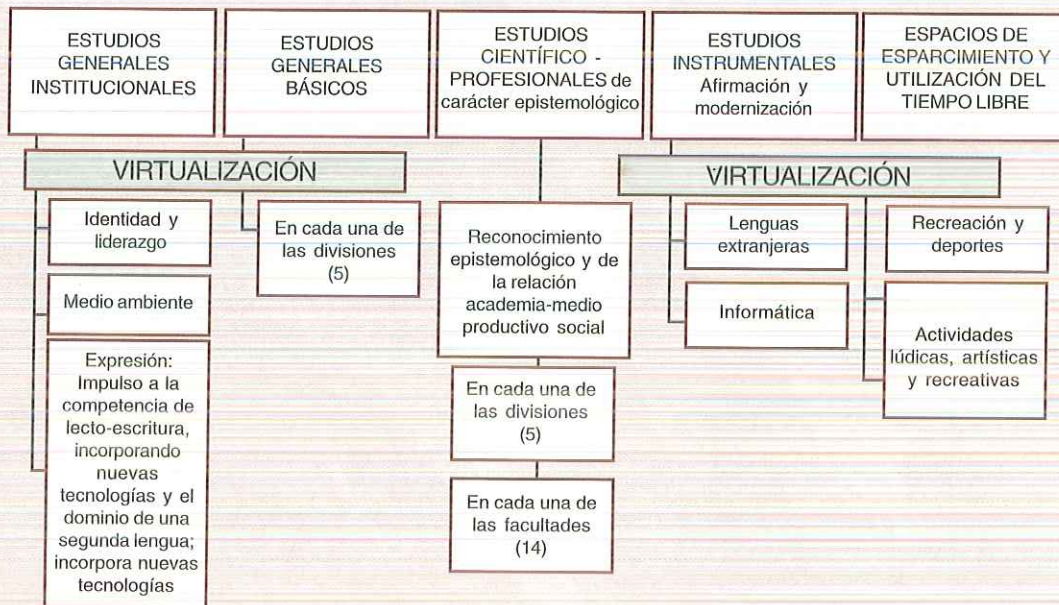 ESTUDIOS
GENERALES
INSTITUCIONALES
ESTUDIOS
GENERALES
BÁSICOS
ESTUDIOS
CIENTÍFICO -
PROFESIONALES de
carácter epistemológico
ESTUDIOS
INSTRUMENTALES
Afirmación y
modernización
ESPACIOS DE
ESPARCIMIENTO Y
UTILIZACIÓN DEL
TIEMPO LIBRE
VIRTUALIZACIÓN
Identidad y
liderazgo
Medio ambiente
Expresión:
Impulso a la
competencia de
lecto-escritura,
incorporando
nuevas
tecnologías y el
dominio de una
segunda lengua;
incorpora nuevas
tecnologías
En cada una de
las divisiones
(5)
Reconocimiento
epistemológico y de
la relación
academia-medio
productivo social
En cada una de
las divisiones
(5)
En cada una de
las facultades
(14)
VIRTUALIZACIÓN
Lenguas
extranjeras
Informática
Recreación y
deportes
Actividades
lúdicas, artísticas
y recreativas